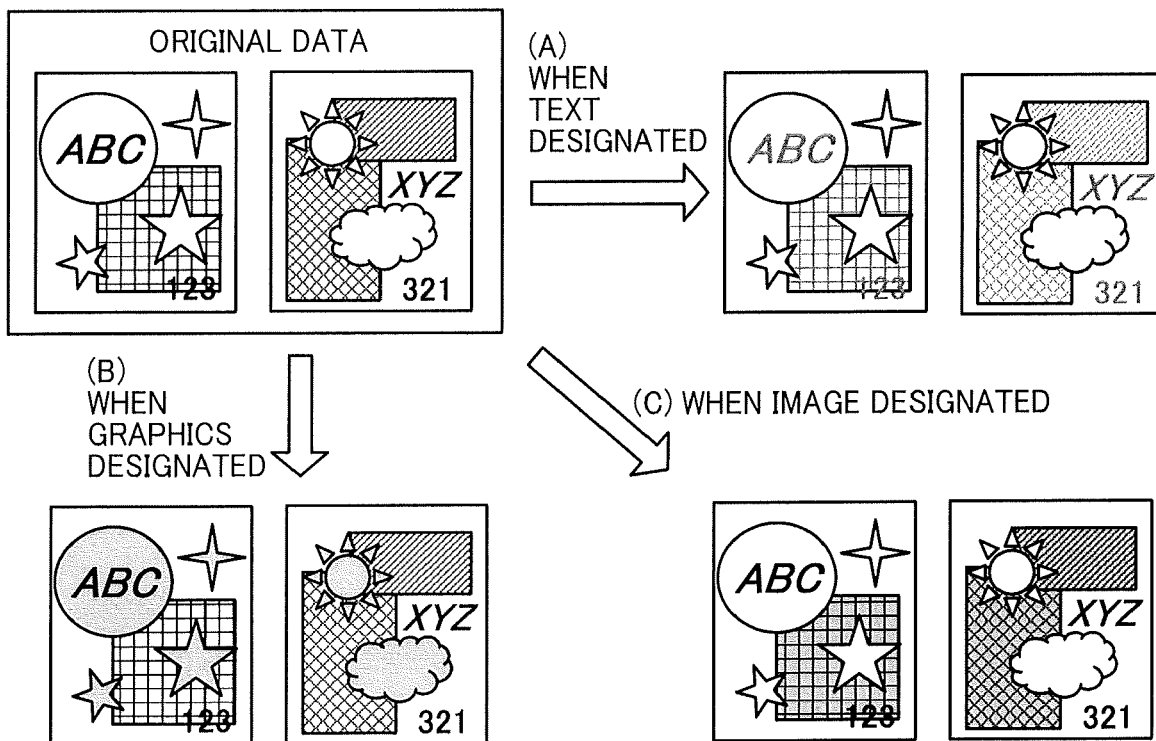 ORIGINAL DATA
ABC
123
XYZ
321
(A)
WHEN
TEXT
DESIGNATED
ABC
123
XYZ
321
(B)
WHEN
GRAPHICS
DESIGNATED
(C) WHEN IMAGE DESIGNATED
ABC
123
XYZ
321
ABC
123
XYZ
321